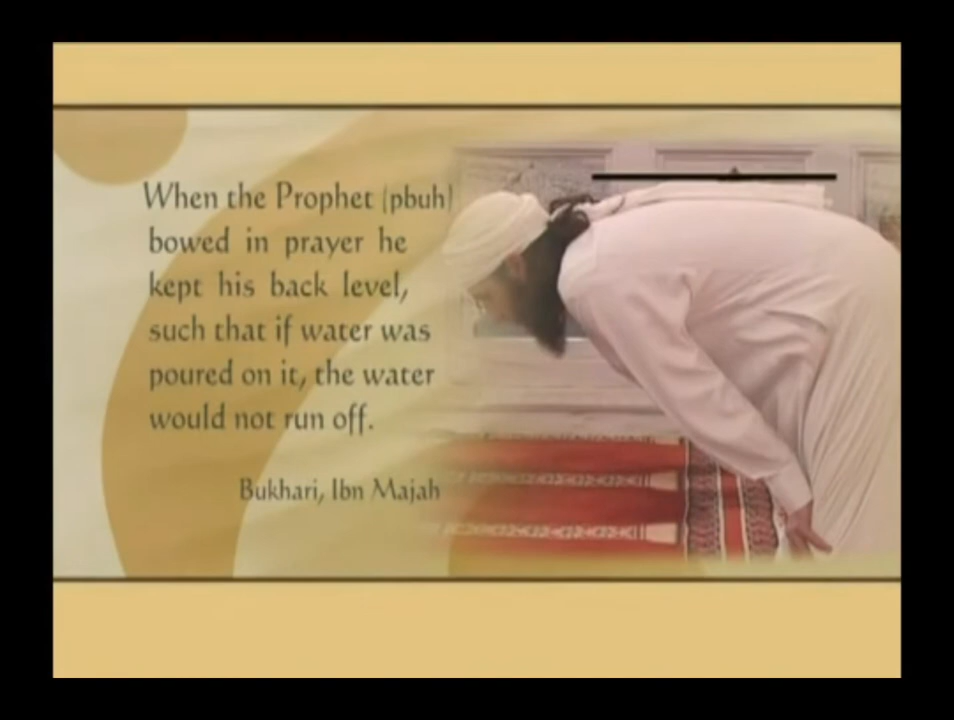 When the Prophet (pbuh)
bowed in prayer he
kept his back level,
such that if water was
poured on it, the water
would not run off.
Bukhari, Ibn Majah